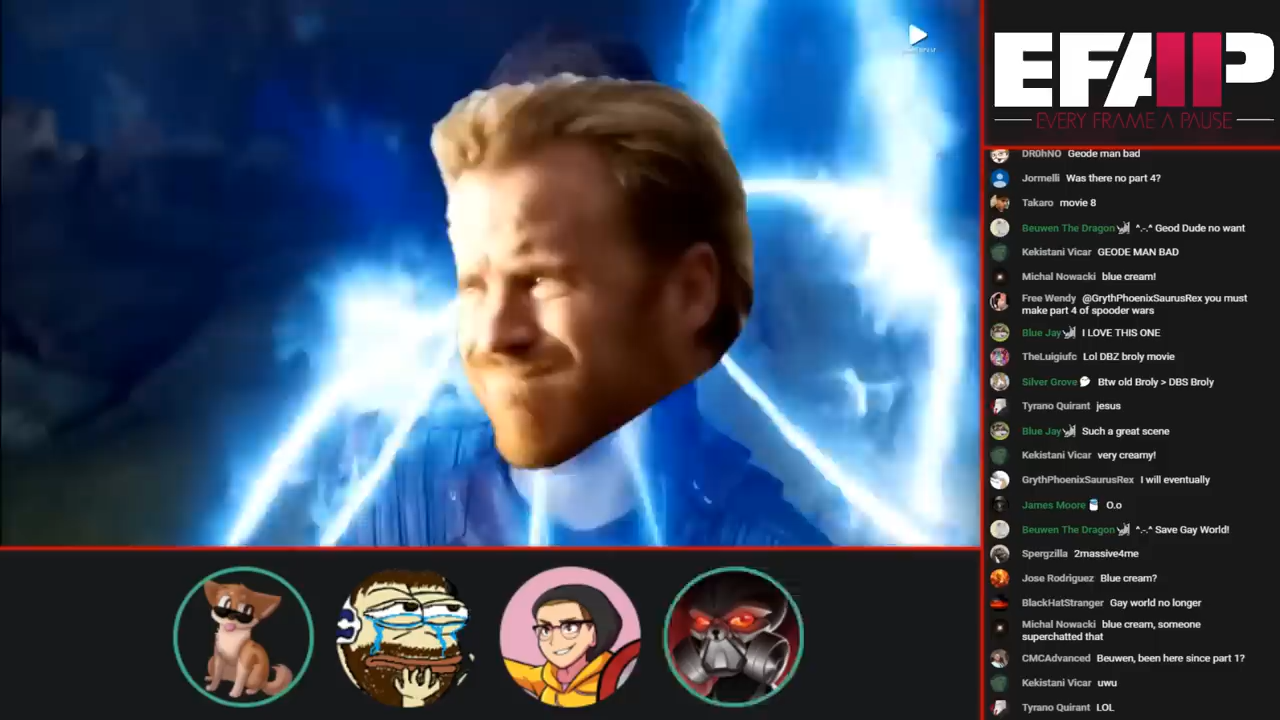 EFAP
EVERY FRAME A PAUSE
DR0hNO Geode man bad
Jormelli Was there no part 4?
Takaro movie 8
Beuwen The Dragon ^.-.^ Geod Dude no want
Kekistani Vicar GEODE MAN BAD
Michal Nowacki blue cream!
Free Wendy @GrythPhoenixSaurusRex you must
make part 4 of spooder wars
Blue Jay I LOVE THIS ONE
TheLuigiufc Lol DBZ broly movie
Silver Grove Btw old Broly > DBS Broly
Tyrano Quirant jesus
Blue Jay Such a great scene
Kekistani Vicar very creamy!
GrythPhoenixSaurusRex I will eventually
James Moore O.o
Beuwen The Dragon ^.-.^ Save Gay World!
Spergzilla 2massive4me
Jose Rodriguez Blue cream?
BlackHatStranger Gay world no longer
Michal Nowacki blue cream, someone
superchatted that
CMCAdvanced Beuwen, been here since part 1?
Kekistani Vicar uwu
Tyrano Quirant LOL